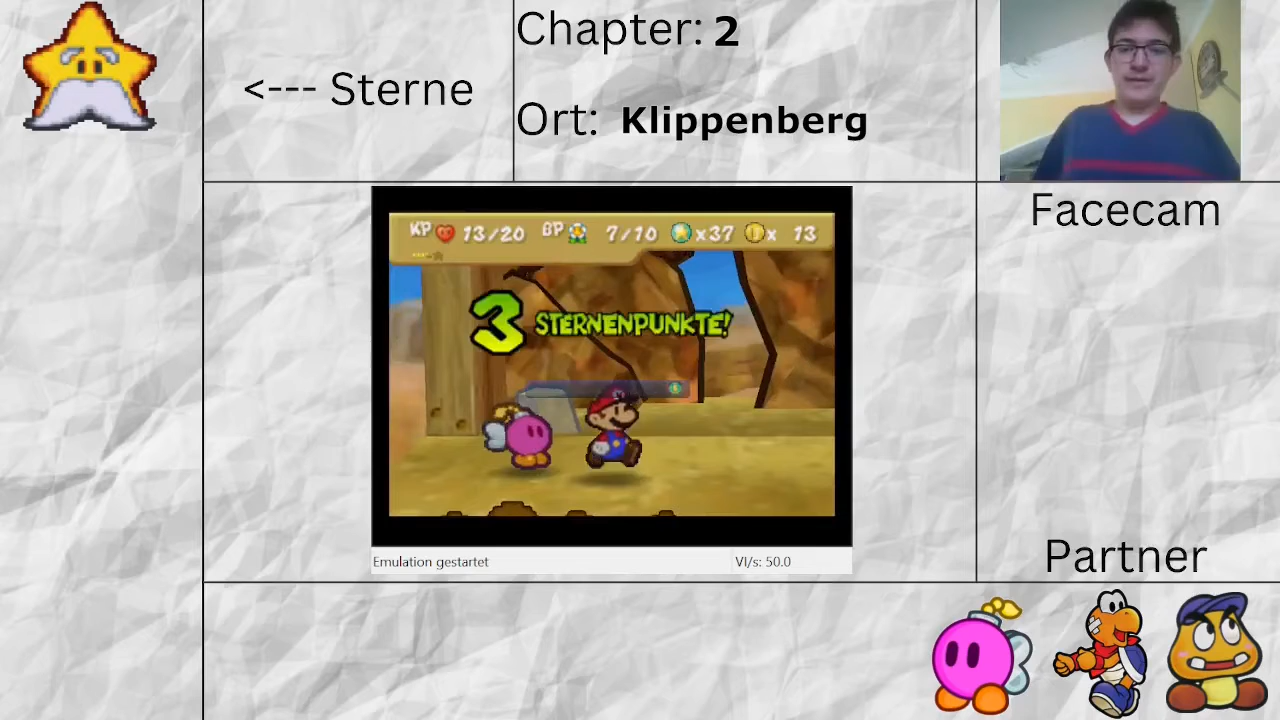 Chapter: 2
<--- Sterne
Ort: Klippenberg
Facecam
KP 13/20 BP 7/10 x37 x 13
3 STERNENPUNKTE!
Emulation gestartet
VI/s: 50.0
Partner